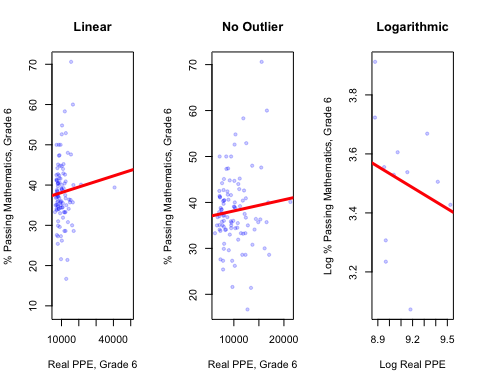 Linear
% Passing Mathematics, Grade 6
70
60
50
40
30
20
10
10000
40000
Real PPE, Grade 6
No Outlier
% Passing Mathematics, Grade 6
70
60
50
40
30
20
10000
20000
Real PPE, Grade 6
Logarithmic
Log % Passing Mathematics, Grade 6
3.8
3.6
3.4
3.2
8.9
9.2
9.5
Log Real PPE